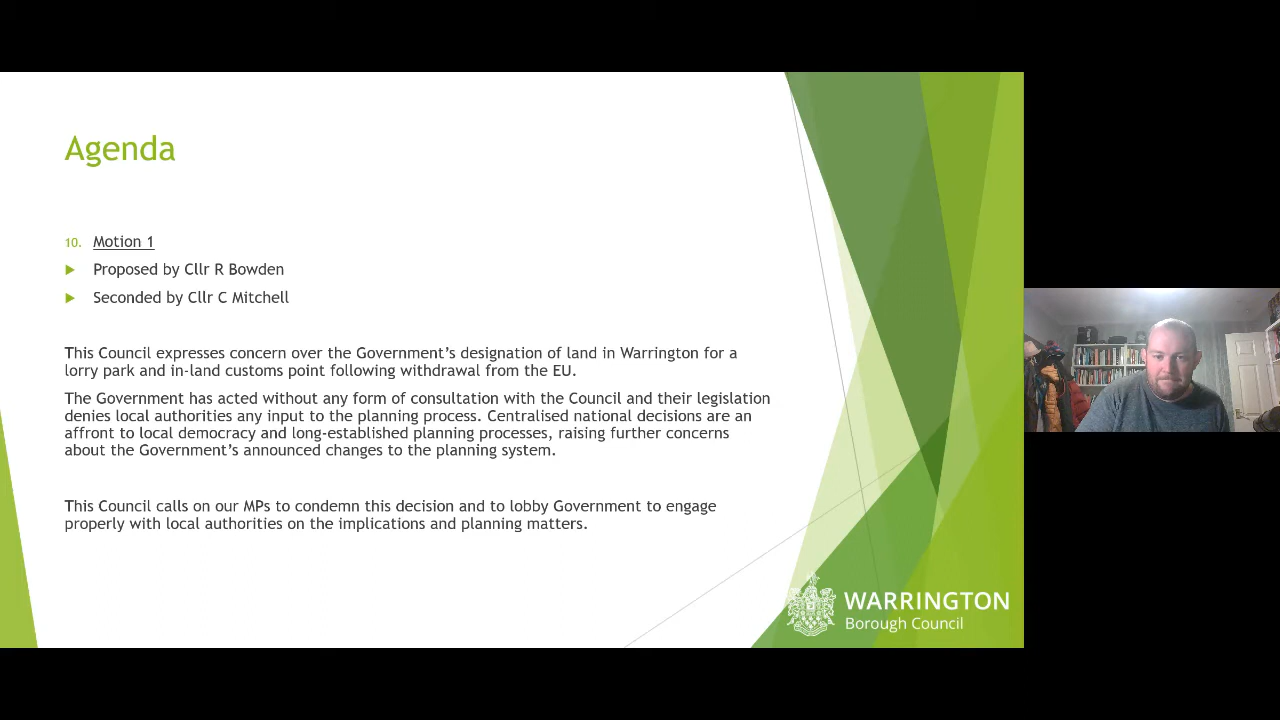 Agenda
10. Motion 1
Proposed by Cllr R Bowden
Seconded by Cllr C Mitchell
This Council expresses concern over the Government’s designation of land in Warrington for a
lorry park and in-land customs point following withdrawal from the EU.
The Government has acted without any form of consultation with the Council and their legislation
denies local authorities any input to the planning process. Centralised national decisions are an
affront to local democracy and long-established planning processes, raising further concerns
about the Government’s announced changes to the planning system.
This Council calls on our MPs to condemn this decision and to lobby Government to engage
properly with local authorities on the implications and planning matters.
WARRINGTON
Borough Council